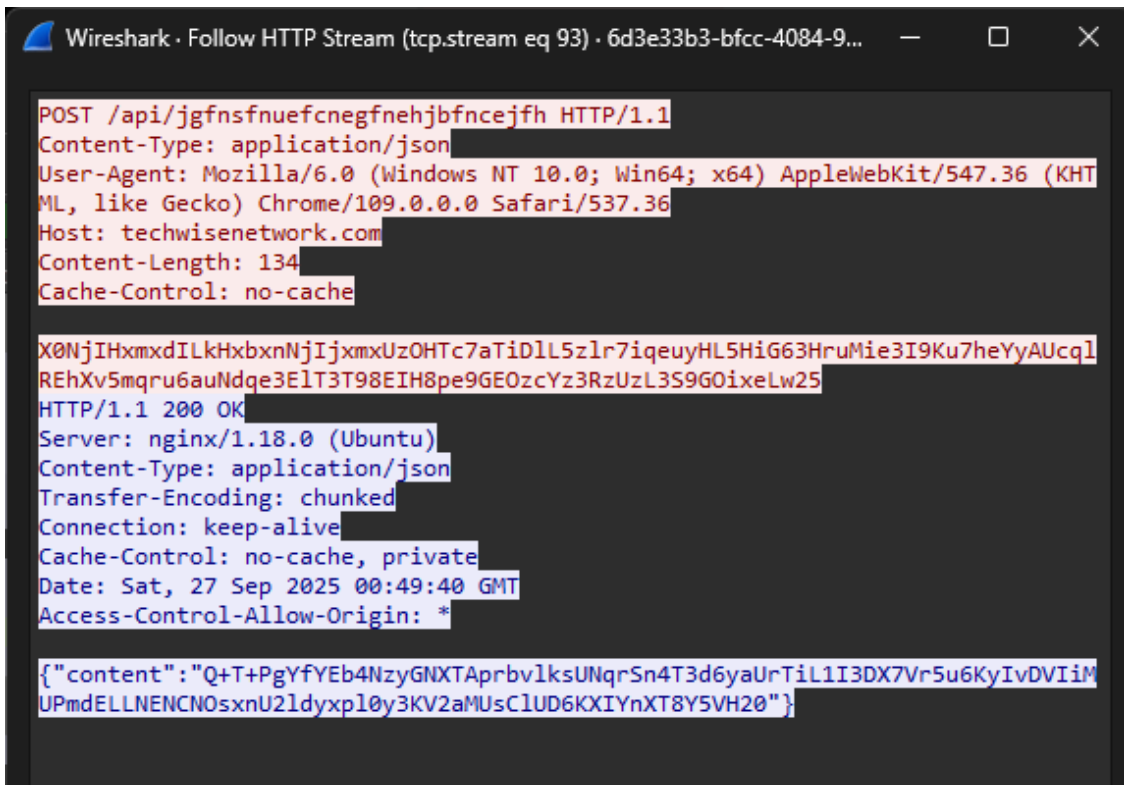 Wireshark · Follow HTTP Stream (tcp.stream eq 93) · 6d3e33b3-bfcc-4084-9...
POST /api/jgfnsfnuefcnegfnehjbfncejfh HTTP/1.1
Content-Type: application/json
User-Agent: Mozilla/6.0 (Windows NT 10.0; Win64; x64) AppleWebKit/547.36 (KHT
ML, like Gecko) Chrome/109.0.0.0 Safari/537.36
Host: techwisenetwork.com
Content-Length: 134
Cache-Control: no-cache
X0NjIHxmxdILkHxbxnNjIjxmxUzOHTc7aTiDlL5zlr7iqeuyHL5HiG63HruMie3I9Ku7heYyAUcql
REhXv5mqru6auNdqe3ElT3T98EIH8pe9GEOzcYz3RzUzL3S9GOixeLw25
HTTP/1.1 200 OK
Server: nginx/1.18.0 (Ubuntu)
Content-Type: application/json
Transfer-Encoding: chunked
Connection: keep-alive
Cache-Control: no-cache, private
Date: Sat, 27 Sep 2025 00:49:40 GMT
Access-Control-Allow-Origin: *
{"content":"Q+T+PgYfYEb4NzyGNXTAprbvlksUNqrSn4T3d6yaUrTiL1I3DX7Vr5u6KyIvDVIiM
UPmdELLNENCNOsxnU2ldyxpl0y3KV2aMUsClUD6KXIYnXT8Y5VH20"}